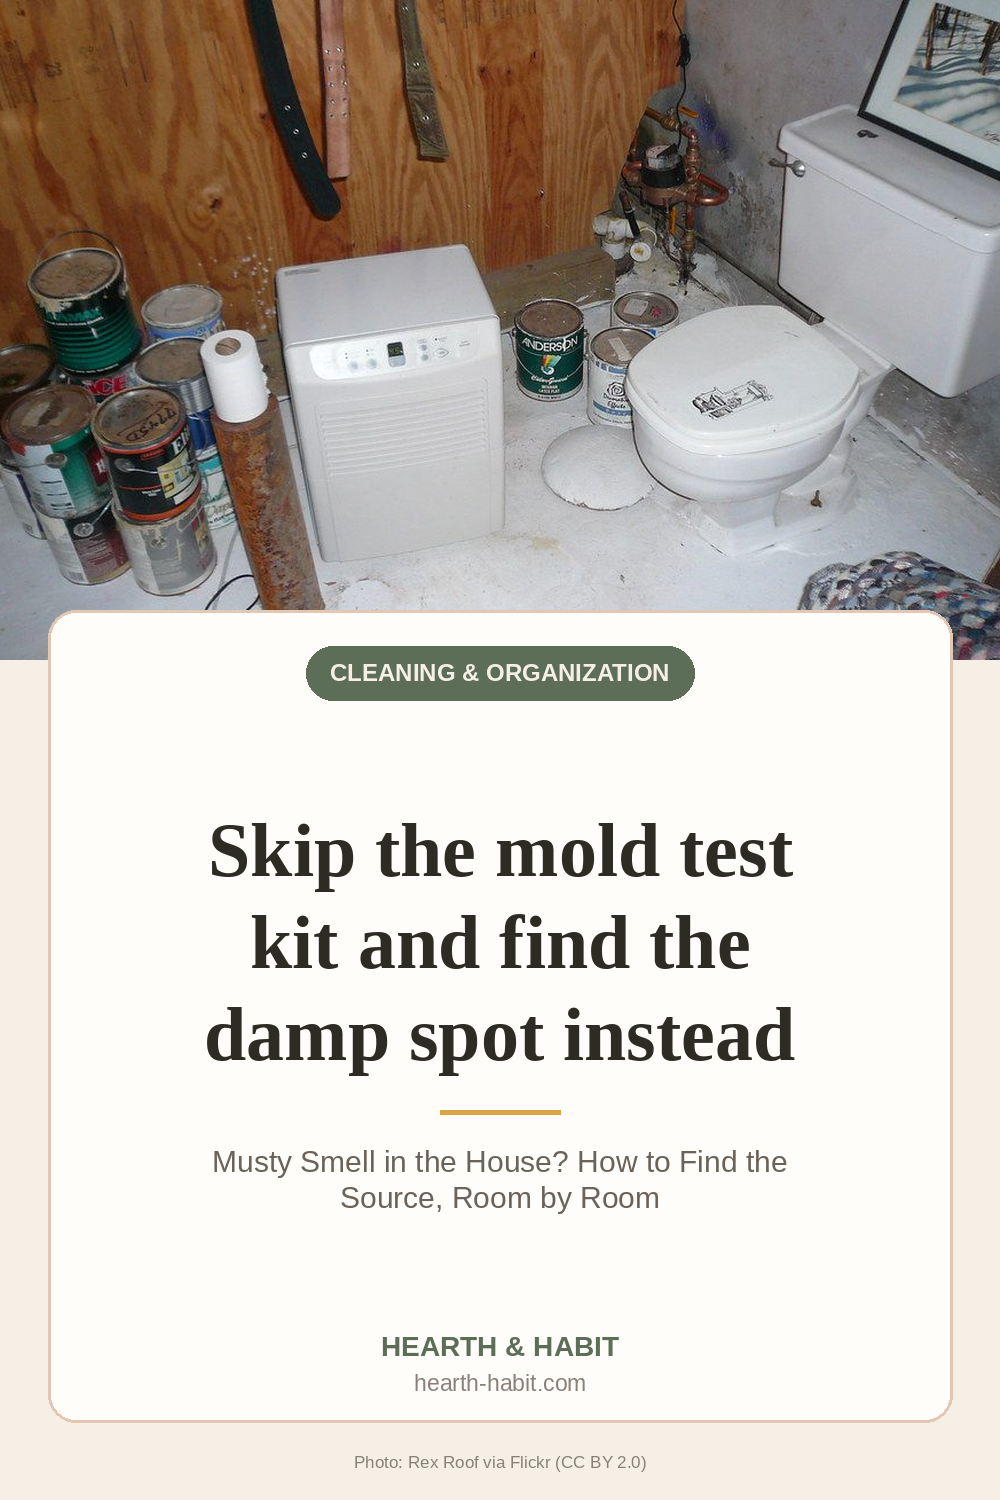 ANDERSON
CLEANING & ORGANIZATION
Skip the mold test
kit and find the
damp spot instead
Musty Smell in the House? How to Find the
Source, Room by Room
HEARTH & HABIT
hearth-habit.com
Photo: Rex Roof via Flickr (CC BY 2.0)